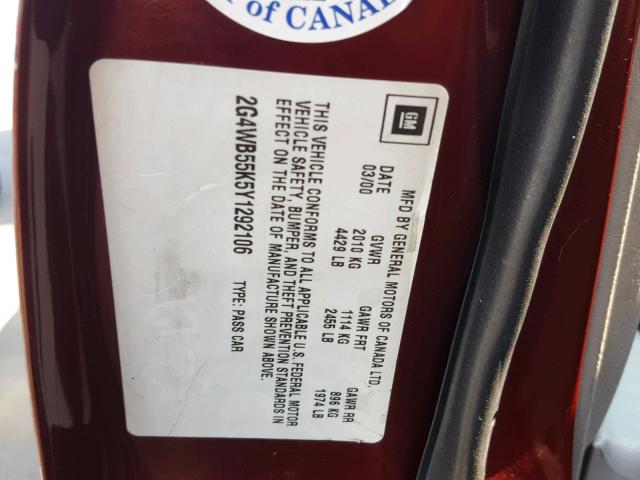 of CANADA
GM
MFD BY GENERAL MOTORS OF CANADA LTD.
DATE GVWR GAWR FRT GAWR RR
03/00 2010 KG 1114 KG 896 KG
4429 LB 2455 LB 1974 LB
THIS VEHICLE CONFORMS TO ALL APPLICABLE U.S. FEDERAL MOTOR
VEHICLE SAFETY, BUMPER, AND THEFT PREVENTION STANDARDS IN
EFFECT ON THE DATE OF MANUFACTURE SHOWN ABOVE.
2G4WB55K5Y1292106 TYPE: PASS CAR